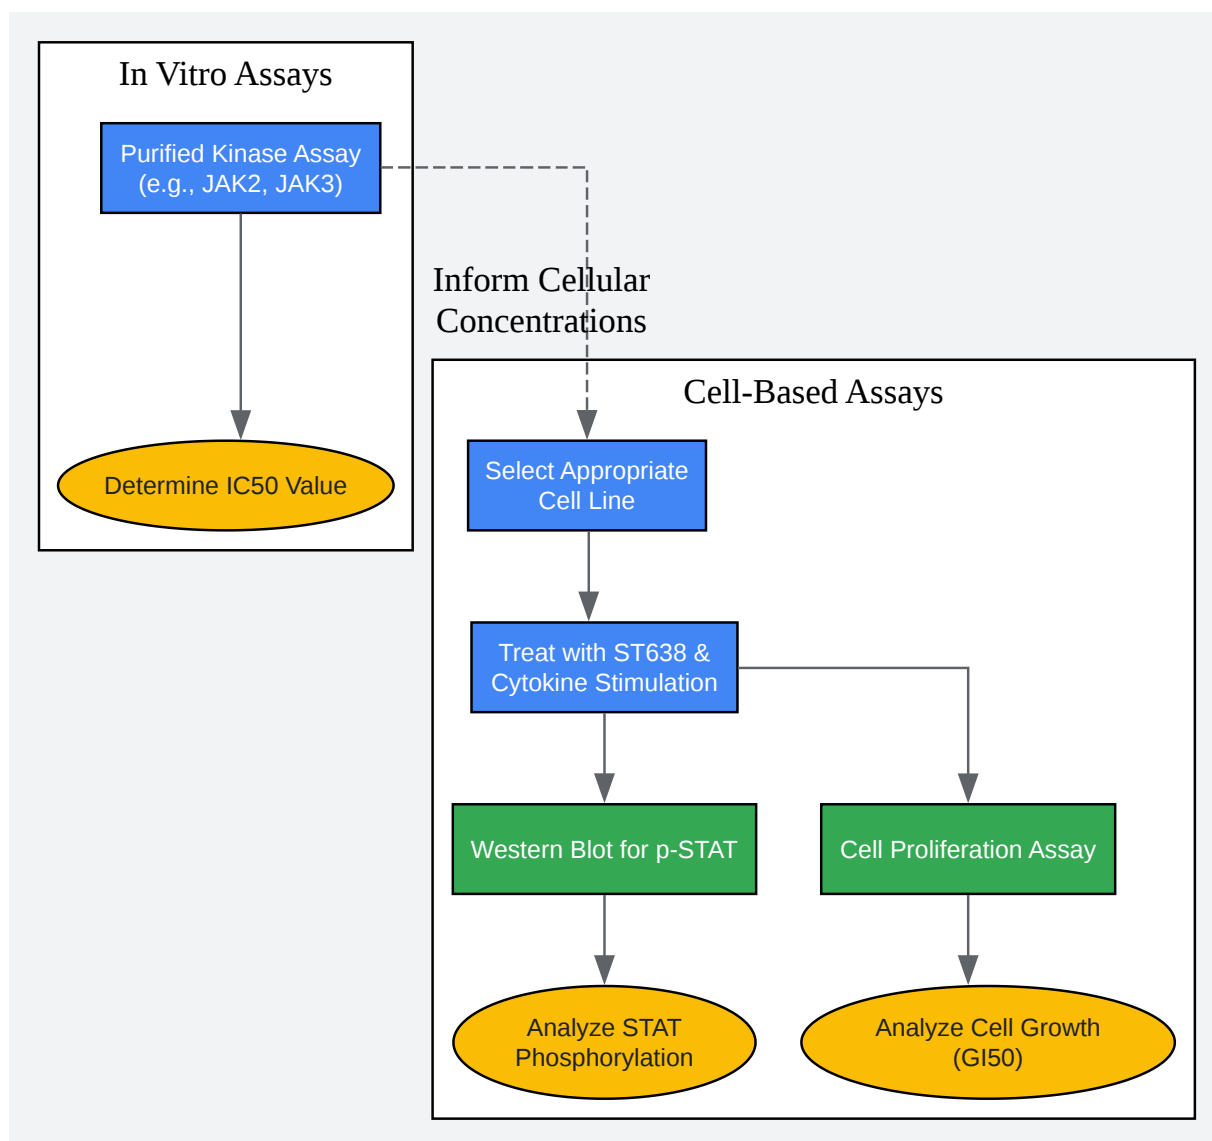 In Vitro Assays
Purified Kinase Assay
(e.g., JAK2, JAK3)
Determine IC50 Value
Inform Cellular
Concentrations
Cell-Based Assays
Select Appropriate
Cell Line
Treat with ST638 &
Cytokine Stimulation
Western Blot for p-STAT
Cell Proliferation Assay
Analyze STAT
Phosphorylation
Analyze Cell Growth
(GI50)